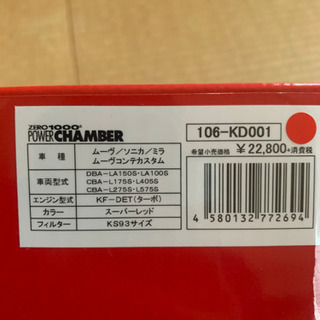 ZERO1000®
POWER CHAMBER
106-KD001
希望小売価格 ¥22,800+消費税
車種 ムーヴ/ソニカ/ミラ
ムーヴコンテカスタム
車両型式 DBA-LA150S・LA100S
CBA-L175S・L405S
CBA-L275S・L575S
エンジン型式 KF-DET(ターボ)
カラー スーパーレッド
フィルター KS93サイズ
4 580132 772694